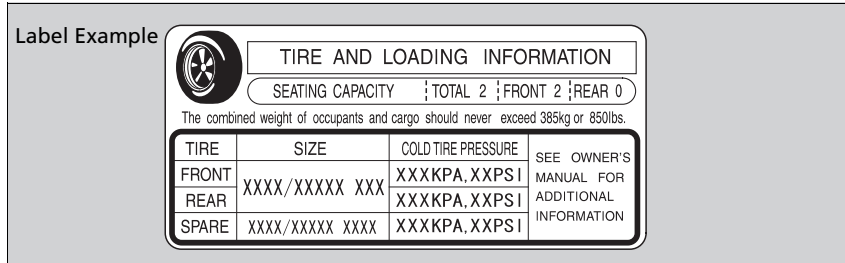 Label Example
TIRE AND LOADING INFORMATION
SEATING CAPACITY TOTAL 2 FRONT 2 REAR 0
The combined weight of occupants and cargo should never exceed 385kg or 850lbs.
TIRE SIZE COLD TIRE PRESSURE
FRONT XXXX/XXXXX XXX XXXKPA,XXPSI
REAR XXXKPA,XXPSI
SPARE XXXX/XXXXX XXXX XXXKPA,XXPSI
SEE OWNER'S
MANUAL FOR
ADDITIONAL
INFORMATION